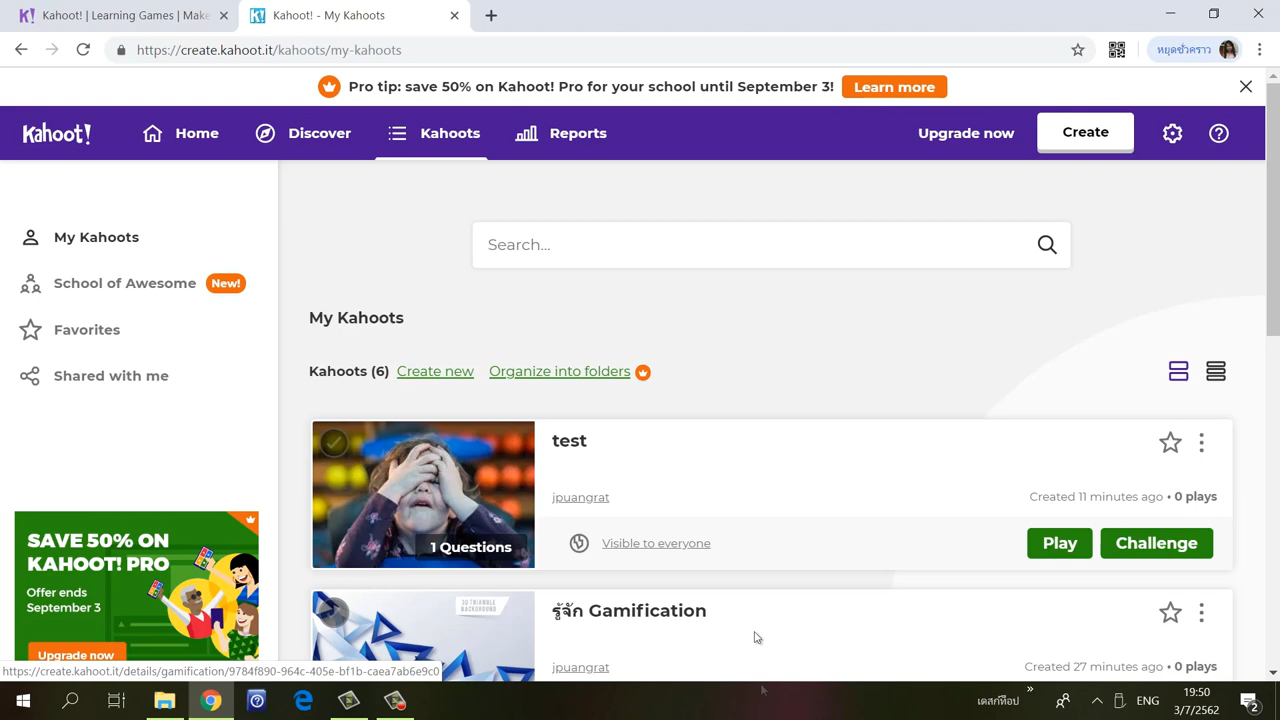 Kahoot! | Learning Games | Make
Kahoot! - My Kahoots
https://create.kahoot.it/kahoots/my-kahoots
หยุดชั่วคราว
Pro tip: save 50% on Kahoot! Pro for your school until September 3!
Learn more
Kahoot!
Home
Discover
Kahoots
Reports
Upgrade now
Create
My Kahoots
School of Awesome
New!
Favorites
Shared with me
Search...
My Kahoots
Kahoots (6)
Create new
Organize into folders
test
jpuangrat
Created 11 minutes ago • 0 plays
1 Questions
Visible to everyone
Play
Challenge
SAVE 50% ON
KAHOOT! PRO
Offer ends
September 3
Upgrade now
3D TRIANGLE
BACKGROUND
รู้จัก Gamification
jpuangrat
Created 27 minutes ago • 0 plays
https://create.kahoot.it/details/gamification/9784f890-964c-405e-bf1b-caea7ab6e9c0
เดสก์ท็อป
ENG
19:50
3/7/2562
2